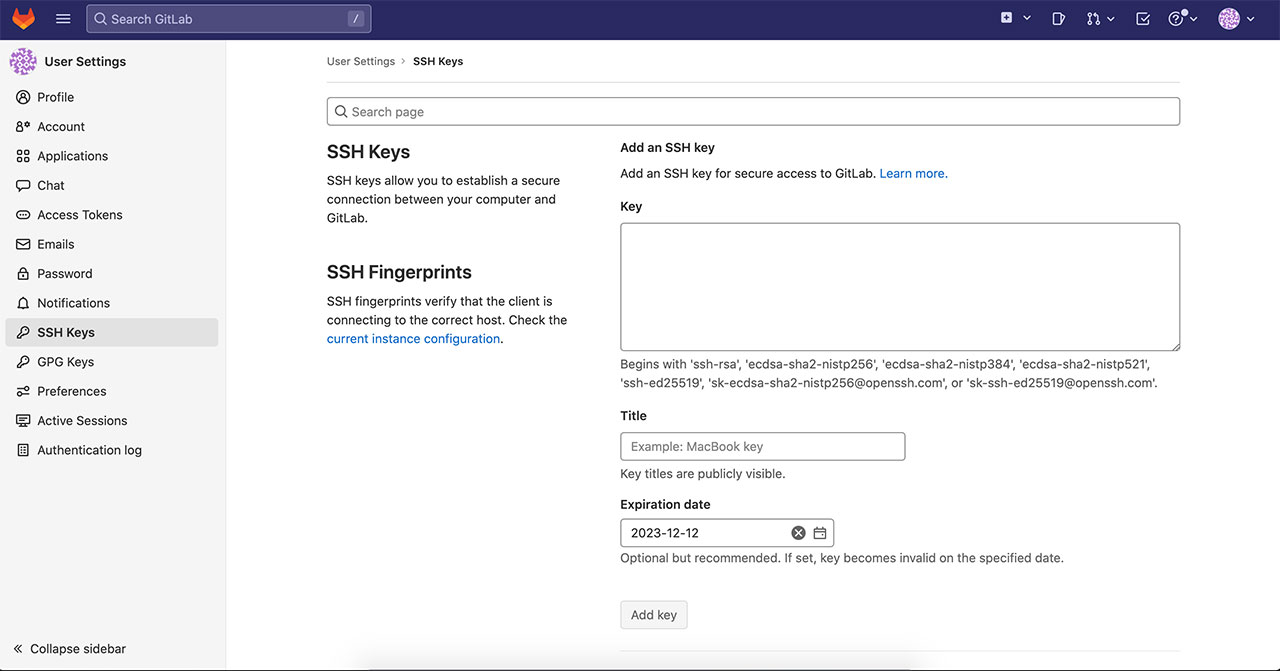 Search GitLab /
User Settings
Profile
Account
Applications
Chat
Access Tokens
Emails
Password
Notifications
SSH Keys
GPG Keys
Preferences
Active Sessions
Authentication log
Collapse sidebar
User Settings › SSH Keys
Search page
SSH Keys
SSH keys allow you to establish a secure
connection between your computer and
GitLab.
SSH Fingerprints
SSH fingerprints verify that the client is
connecting to the correct host. Check the
current instance configuration.
Add an SSH key
Add an SSH key for secure access to GitLab. Learn more.
Key
Begins with 'ssh-rsa', 'ecdsa-sha2-nistp256', 'ecdsa-sha2-nistp384', 'ecdsa-sha2-nistp521',
'ssh-ed25519', 'sk-ecdsa-sha2-nistp256@openssh.com', or 'sk-ssh-ed25519@openssh.com'.
Title
Example: MacBook key
Key titles are publicly visible.
Expiration date
2023-12-12
Optional but recommended. If set, key becomes invalid on the specified date.
Add key